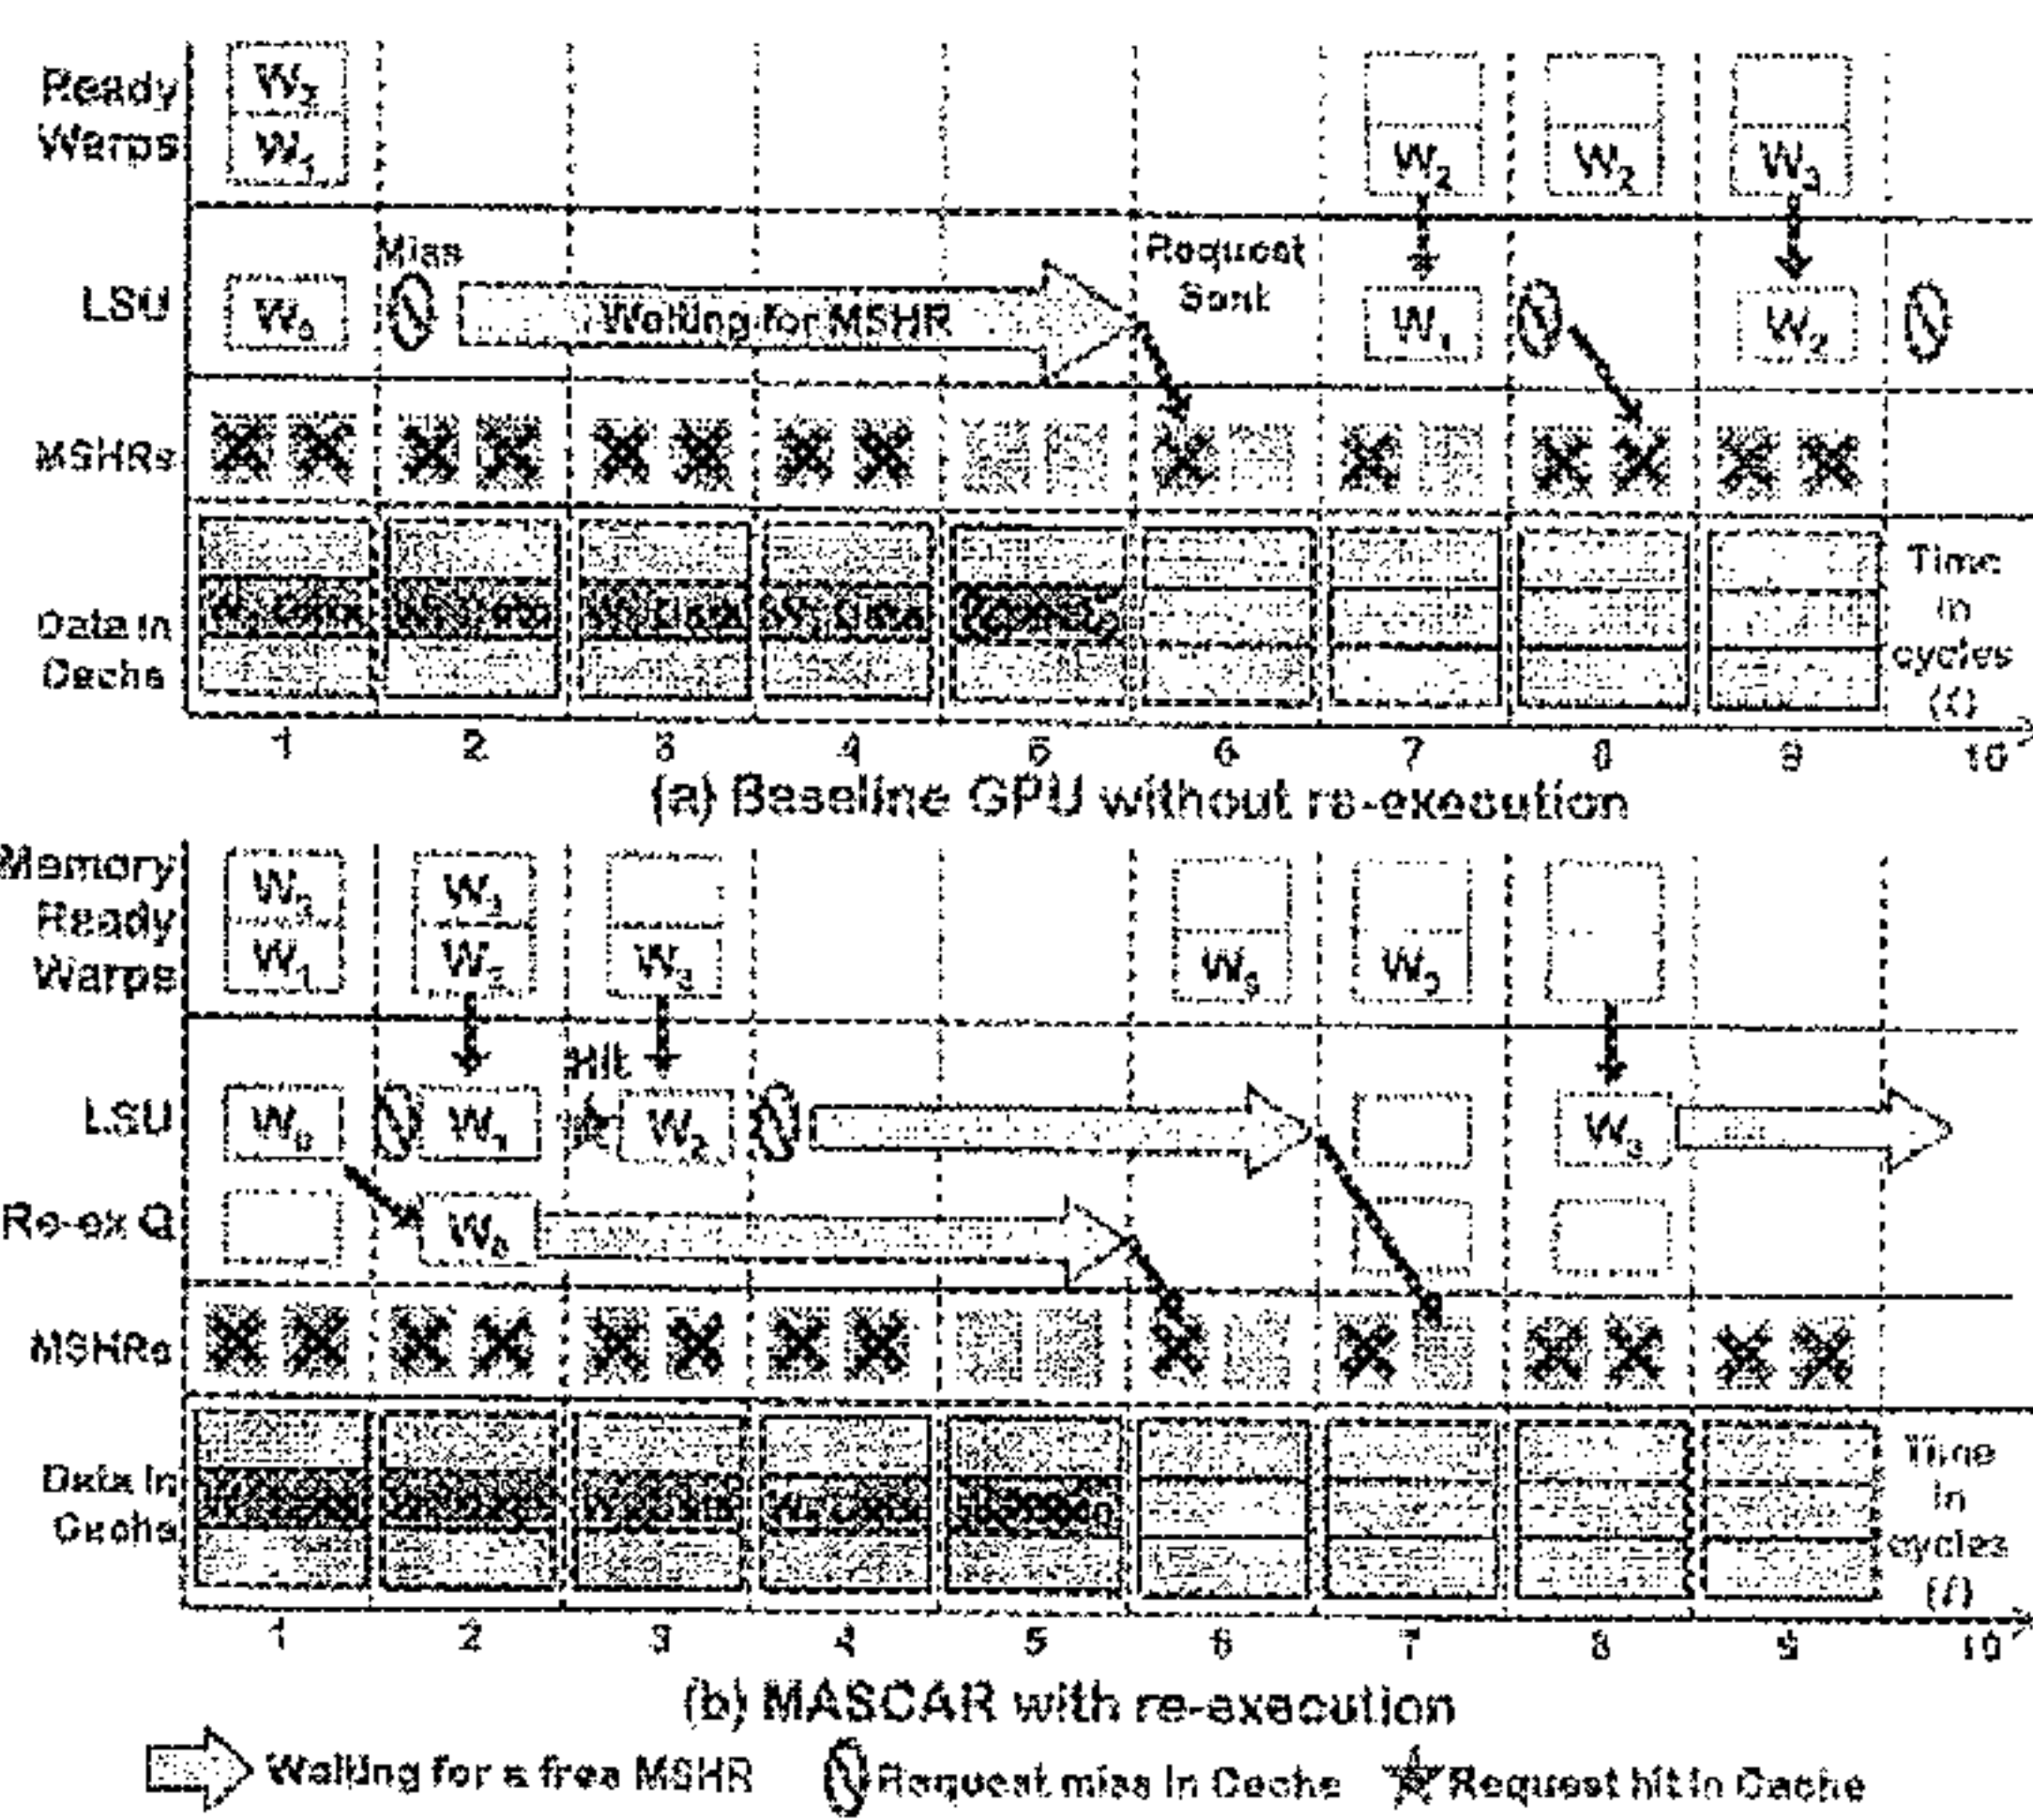 Ready
Warps
W1
W2
W2
W3
LSU
W0
Miss
Waiting for MSHR
Request
Sent
W1
W2
MSHRs
Data in
Cache
Time
in
cycles
(t)
1 2 3 4 5 6 7 8 9 10
(a) Baseline GPU without re-execution
Memory
Ready
Warps
W1
W3
W3
W3
LSU
W0
W1
Hit
W2
W3
Re-ex Q
W0
MSHRs
Data in
Cache
Time
in
cycles
(t)
1 2 3 4 5 6 7 8 9 10
(b) MASCAR with re-execution
Waiting for a free MSHR
Request miss in Cache
Request hit in Cache